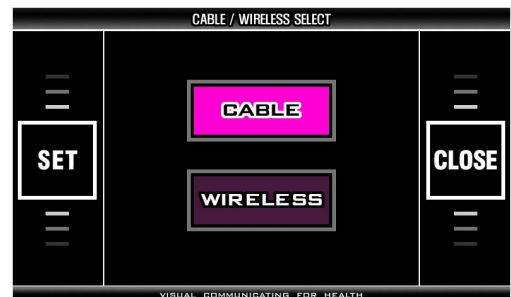 CABLE / WIRELESS SELECT
CABLE
SET
CLOSE
WIRELESS
VISUAL COMMUNICATING FOR HEALTH